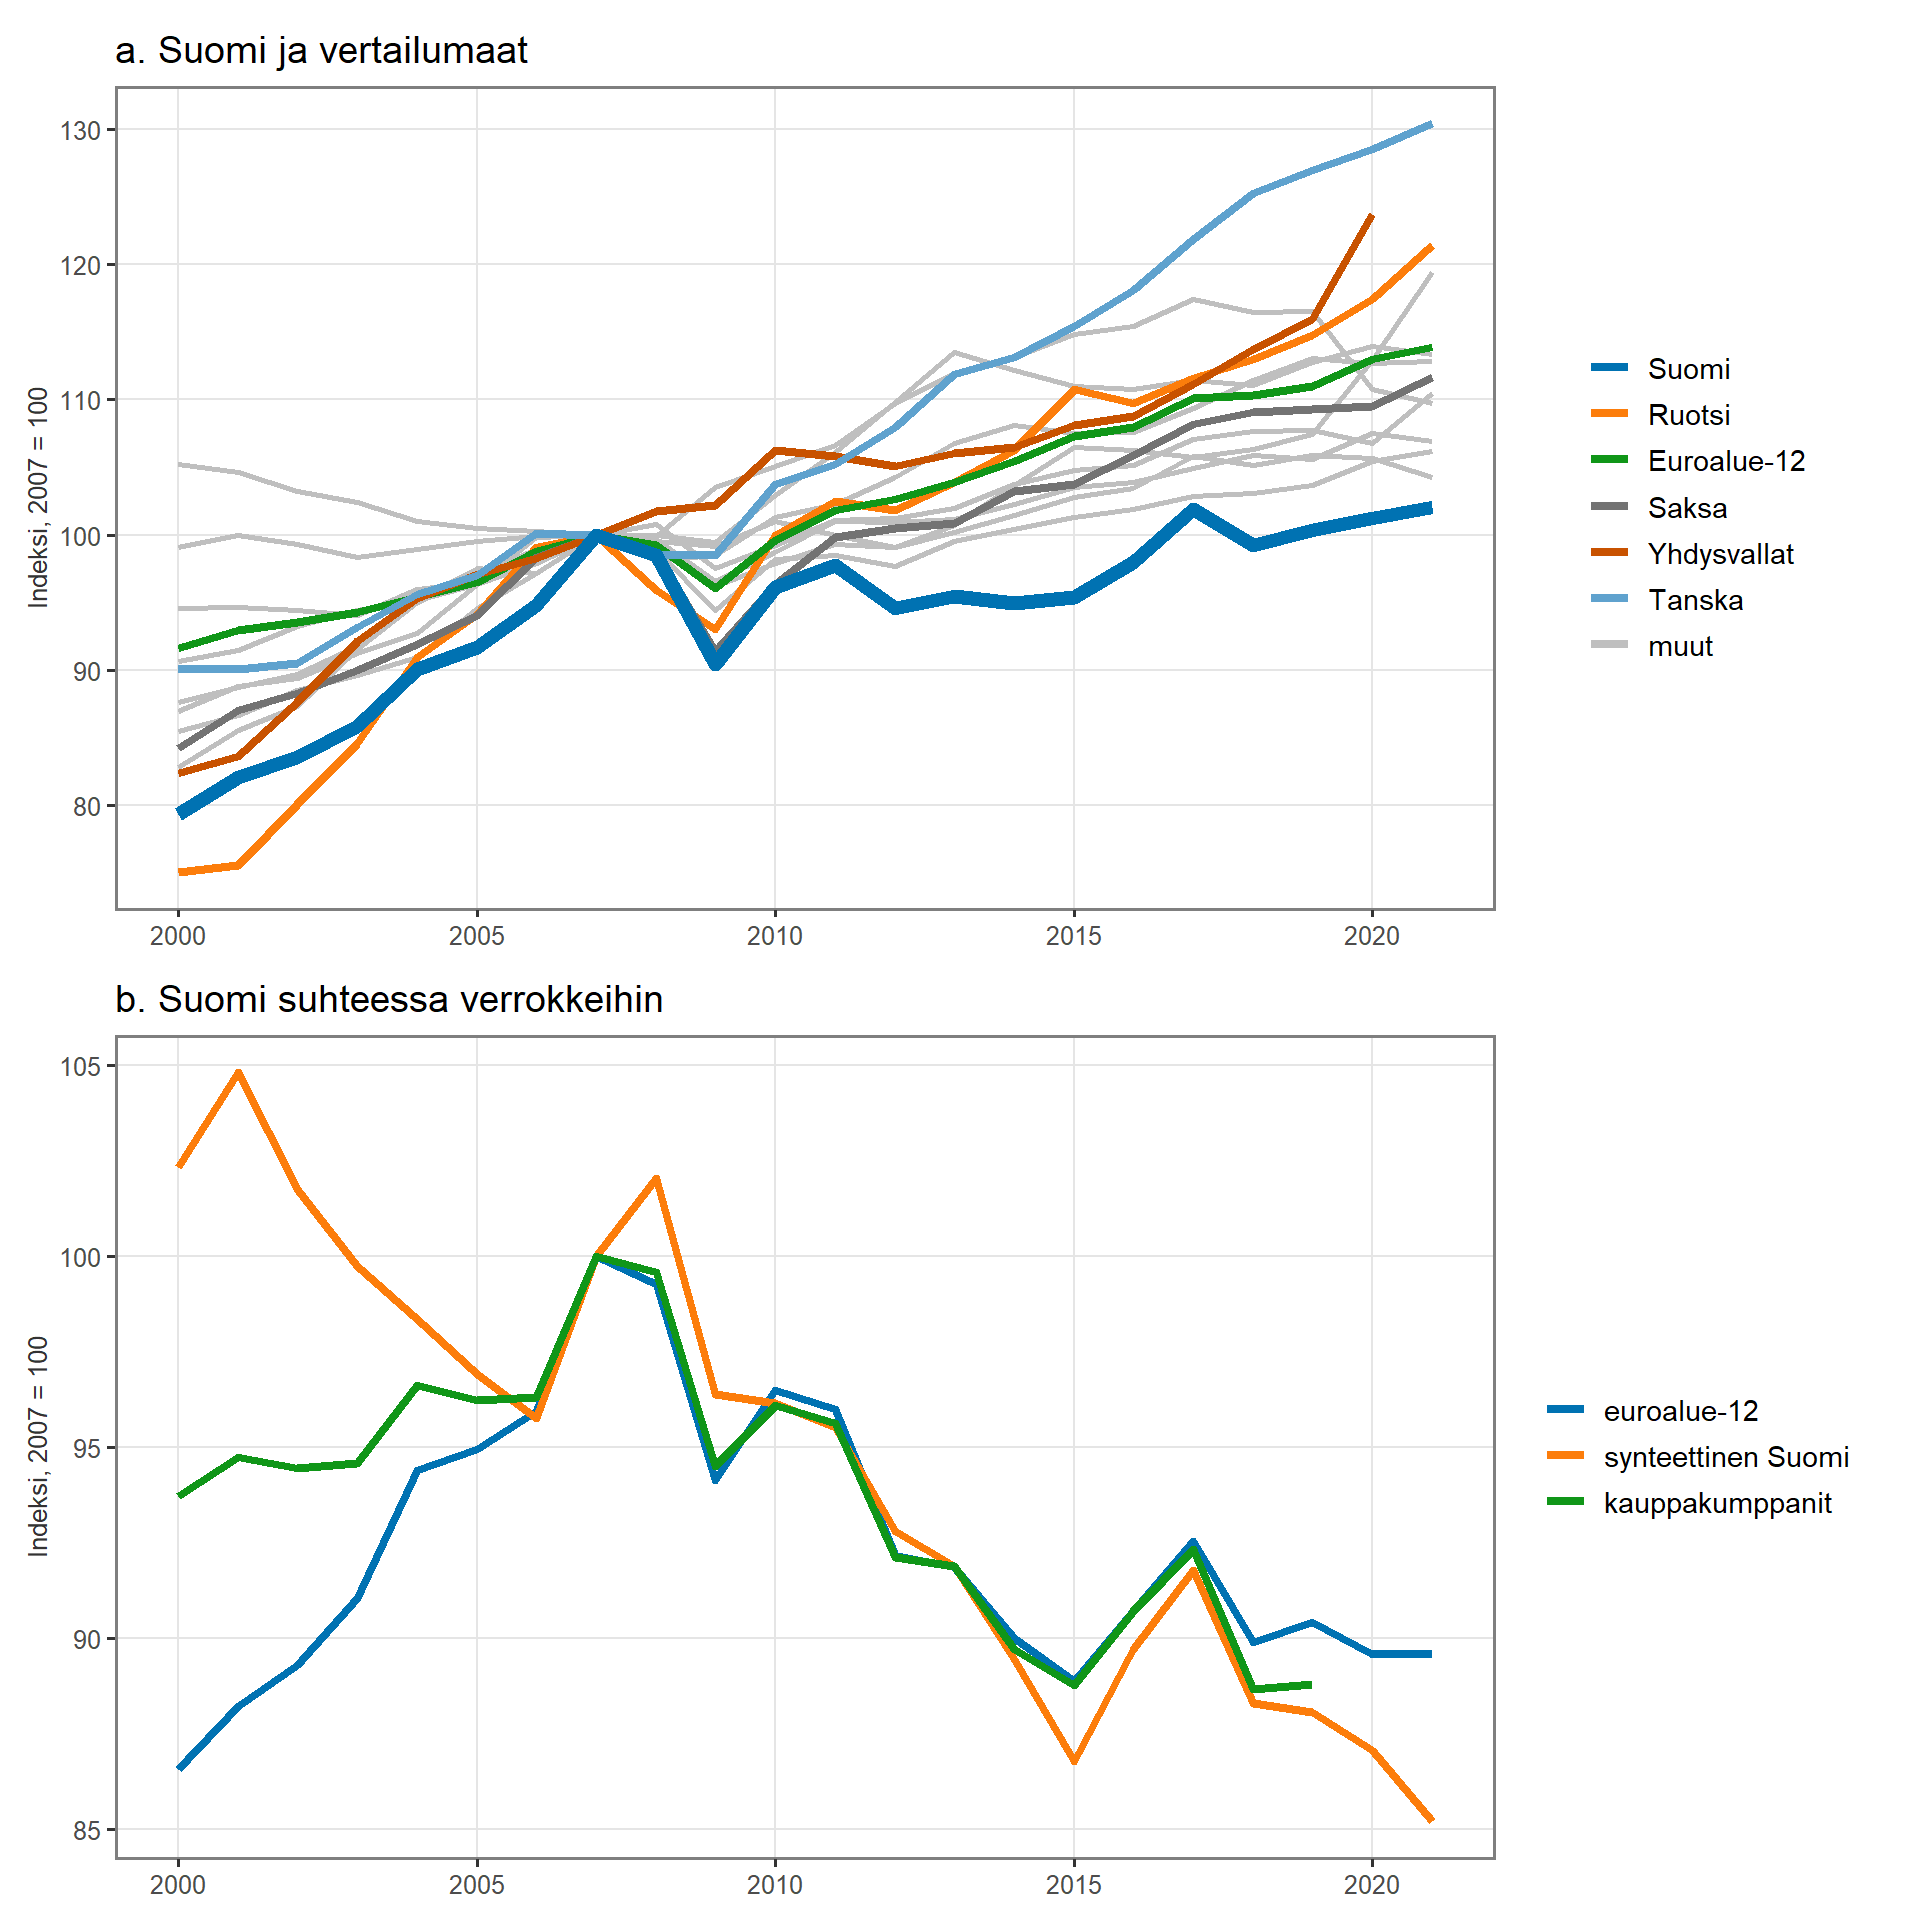 a. Suomi ja vertailumaat
Indeksi, 2007 = 100
130
120
110
100
90
80
2000 2005 2010 2015 2020
Suomi
Ruotsi
Euroalue-12
Saksa
Yhdysvallat
Tanska
muut
b. Suomi suhteessa verrokkeihin
Indeksi, 2007 = 100
105
100
95
90
85
2000 2005 2010 2015 2020
euroalue-12
synteettinen Suomi
kauppakumppanit